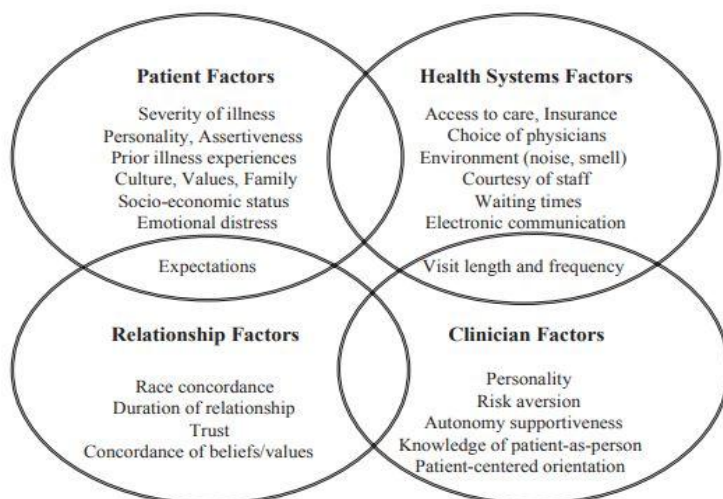 Patient Factors
Severity of illness
Personality, Assertiveness
Prior illness experiences
Culture, Values, Family
Socio-economic status
Emotional distress
Expectations
Health Systems Factors
Access to care, Insurance
Choice of physicians
Environment (noise, smell)
Courtesy of staff
Waiting times
Electronic communication
Visit length and frequency
Relationship Factors
Race concordance
Duration of relationship
Trust
Concordance of beliefs/values
Clinician Factors
Personality
Risk aversion
Autonomy supportiveness
Knowledge of patient-as-person
Patient-centered orientation